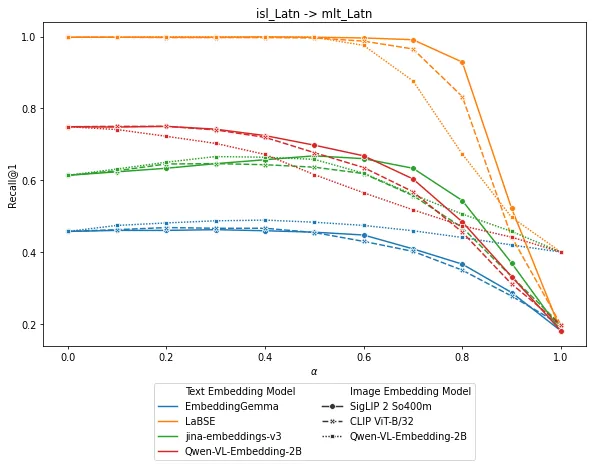 isl_Latn -> mlt_Latn
1.0
0.8
0.6
0.4
0.2
Recall@1
0.0 0.2 0.4 0.6 0.8 1.0
α
Text Embedding Model
EmbeddingGemma
LaBSE
jina-embeddings-v3
Qwen-VL-Embedding-2B
Image Embedding Model
SigLIP 2 So400m
CLIP ViT-B/32
Qwen-VL-Embedding-2B